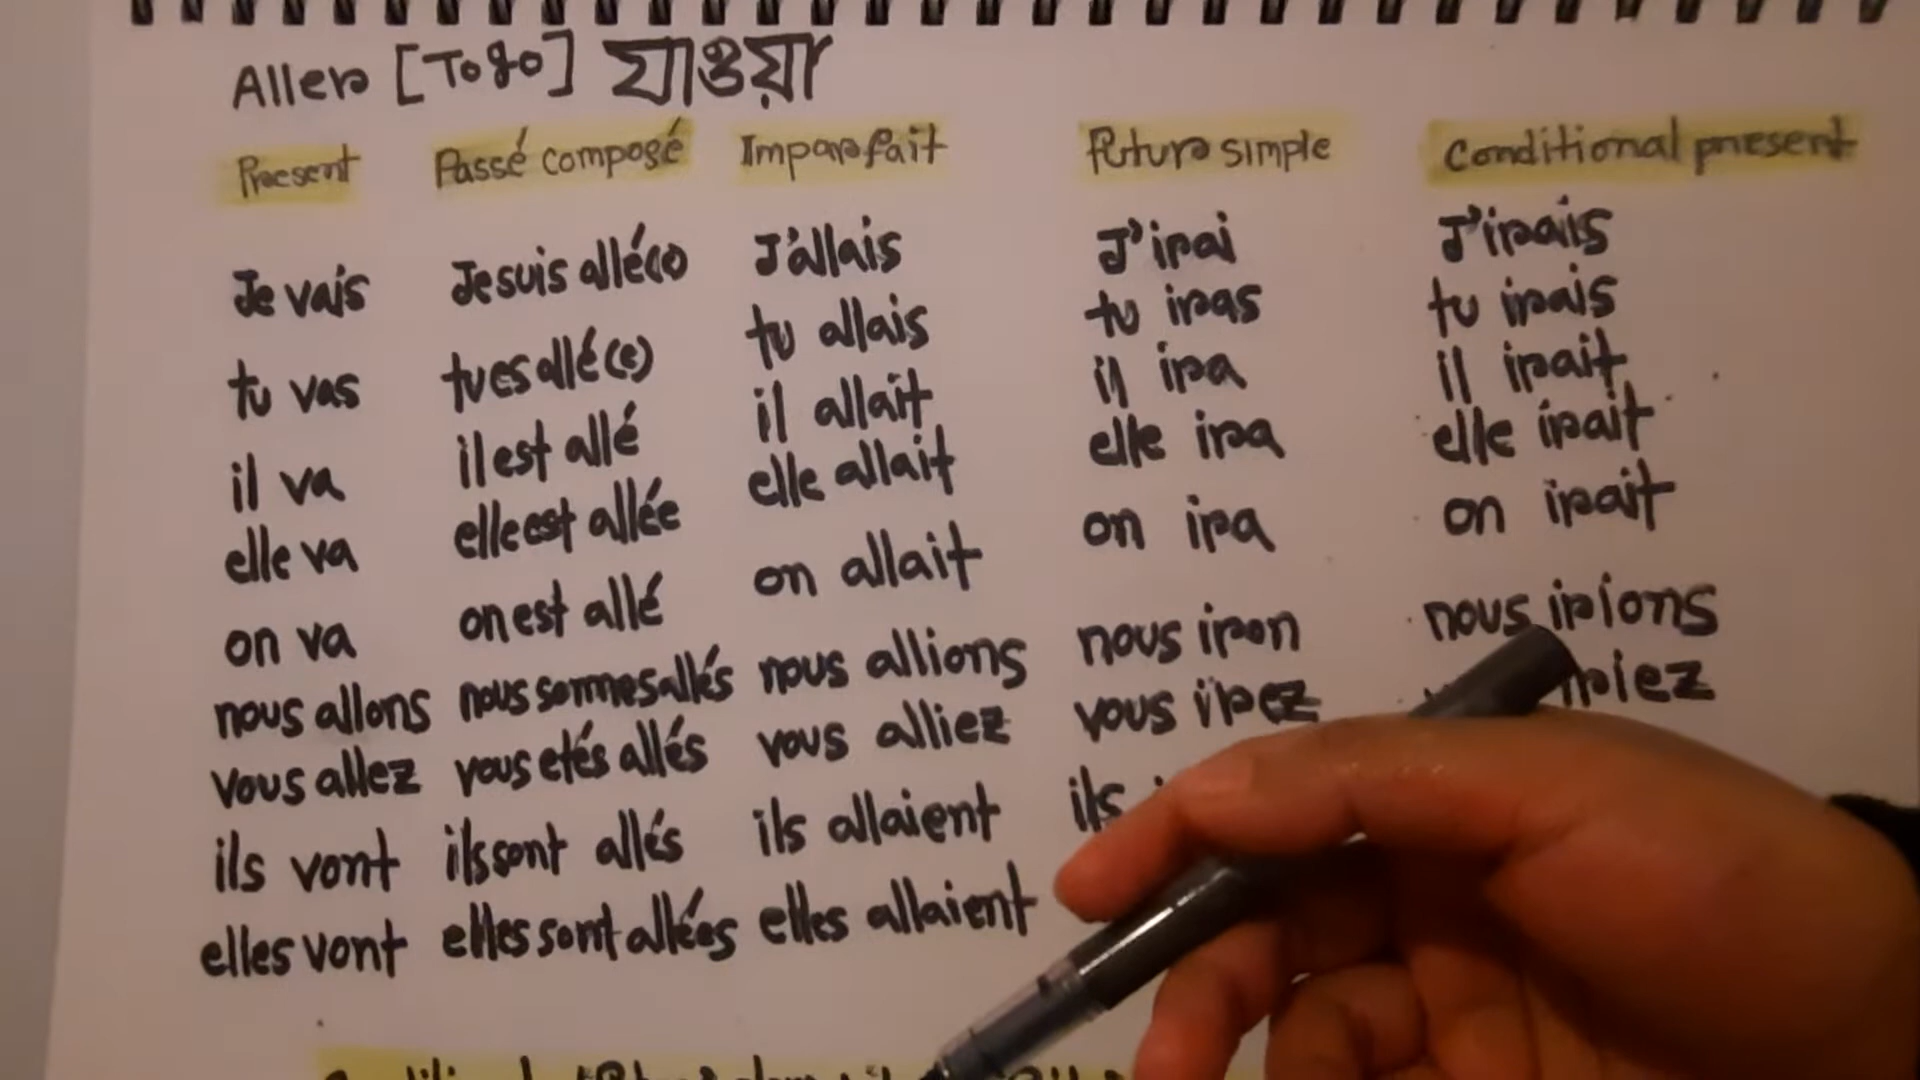 Aller [To go] যাওয়া
Present Passé composé Imparfait Futur simple Conditional present
Je vais Je suis allé(e) J'allais J'irai J'irais
tu vas tu es allé(e) tu allais tu iras tu irais
il va il est allé il allait il ira il irait
elle va elle est allée elle allait elle ira elle irait
on va on est allé on allait on ira on irait
nous allons nous sommes allés nous allions nous iron nous irions
vous allez vous etés allés vous alliez vous irez
ils vont ils sont allés ils allaient ils
elles vont elles sont allées elles allaient